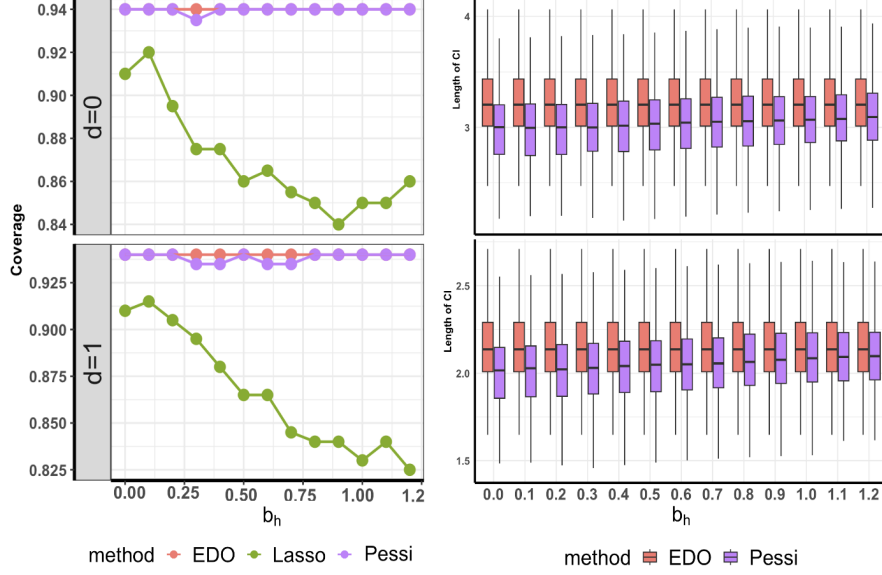 Coverage
d=0
0.94
0.92
0.90
0.88
0.86
0.84
d=1
0.925
0.900
0.875
0.850
0.825
0.00 0.25 0.50 0.75 1.00 1.2
b_h
method EDO Lasso Pessi
Length of CI
4
3
Length of CI
2.5
2.0
1.5
0.0 0.1 0.2 0.3 0.4 0.5 0.6 0.7 0.8 0.9 1.0 1.1 1.2
b_h
method EDO Pessi